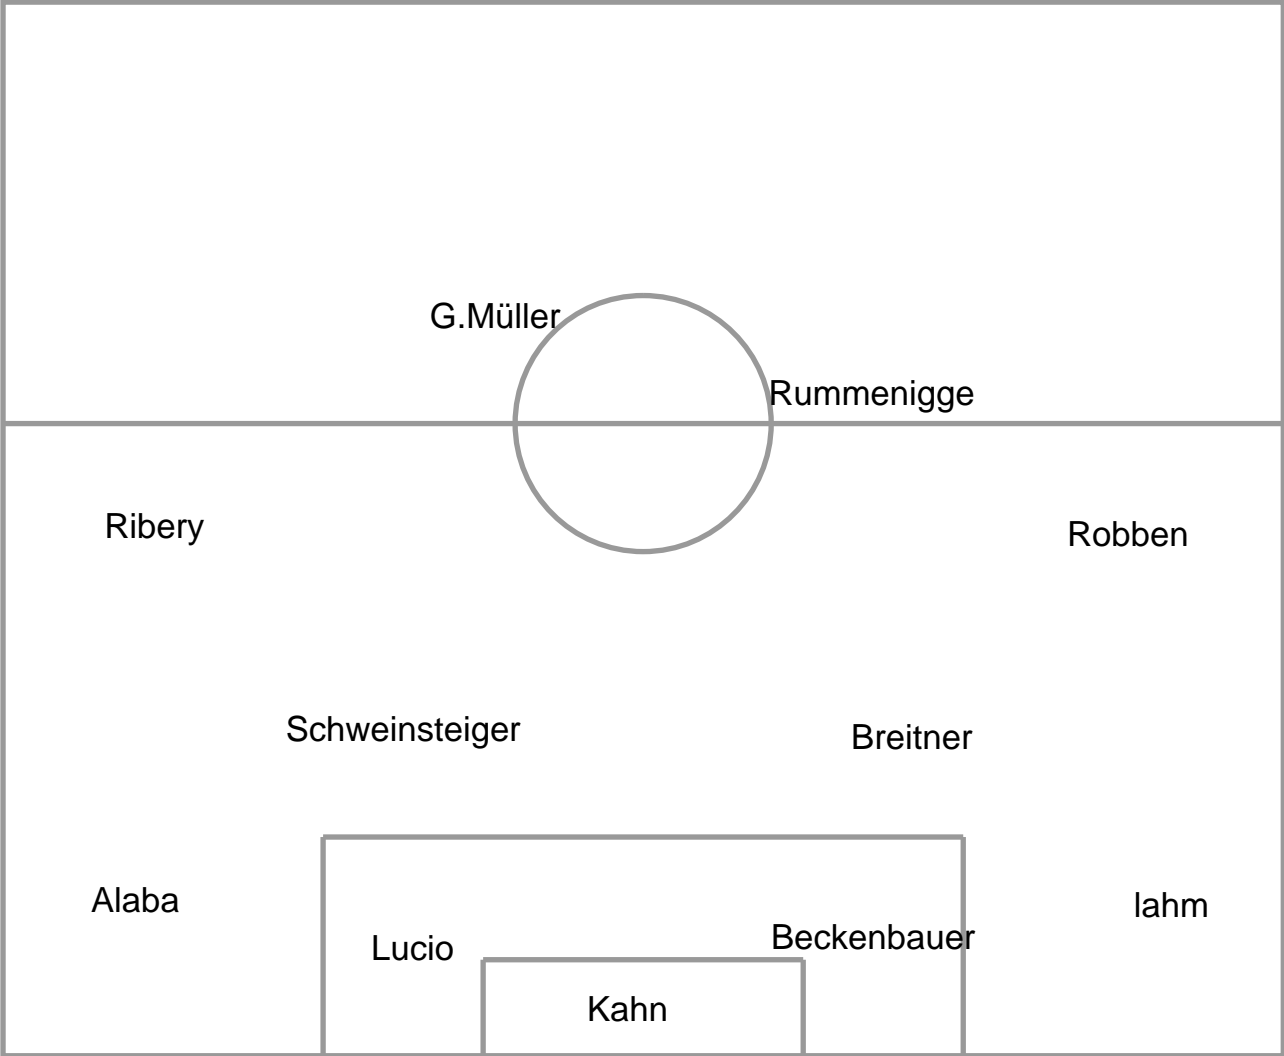 G.Müller
Rummenigge
Ribery
Robben
Schweinsteiger
Breitner
Alaba
lahm
Beckenbauer
Lucio
Kahn